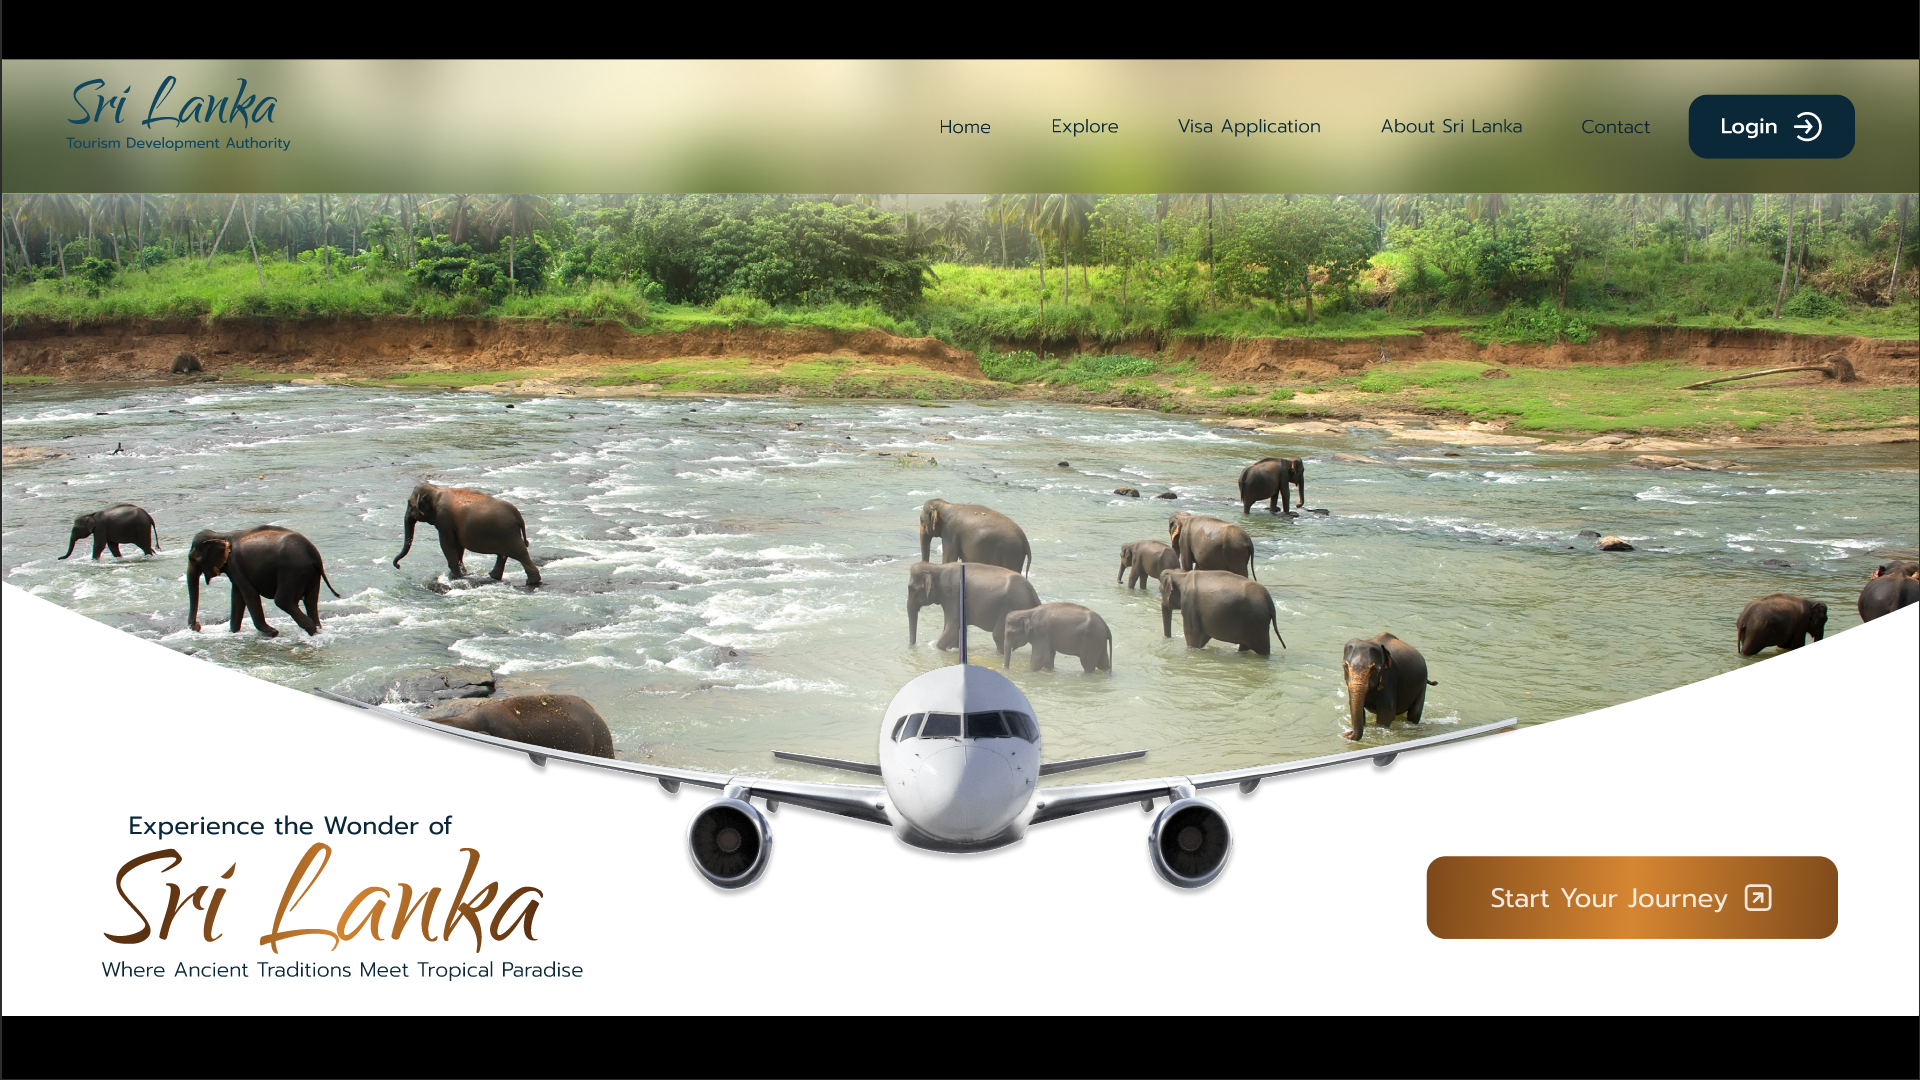 Sri Lanka
Tourism Development Authority
Home
Explore
Visa Application
About Sri Lanka
Contact
Login
Experience the Wonder of
Sri Lanka
Where Ancient Traditions Meet Tropical Paradise
Start Your Journey